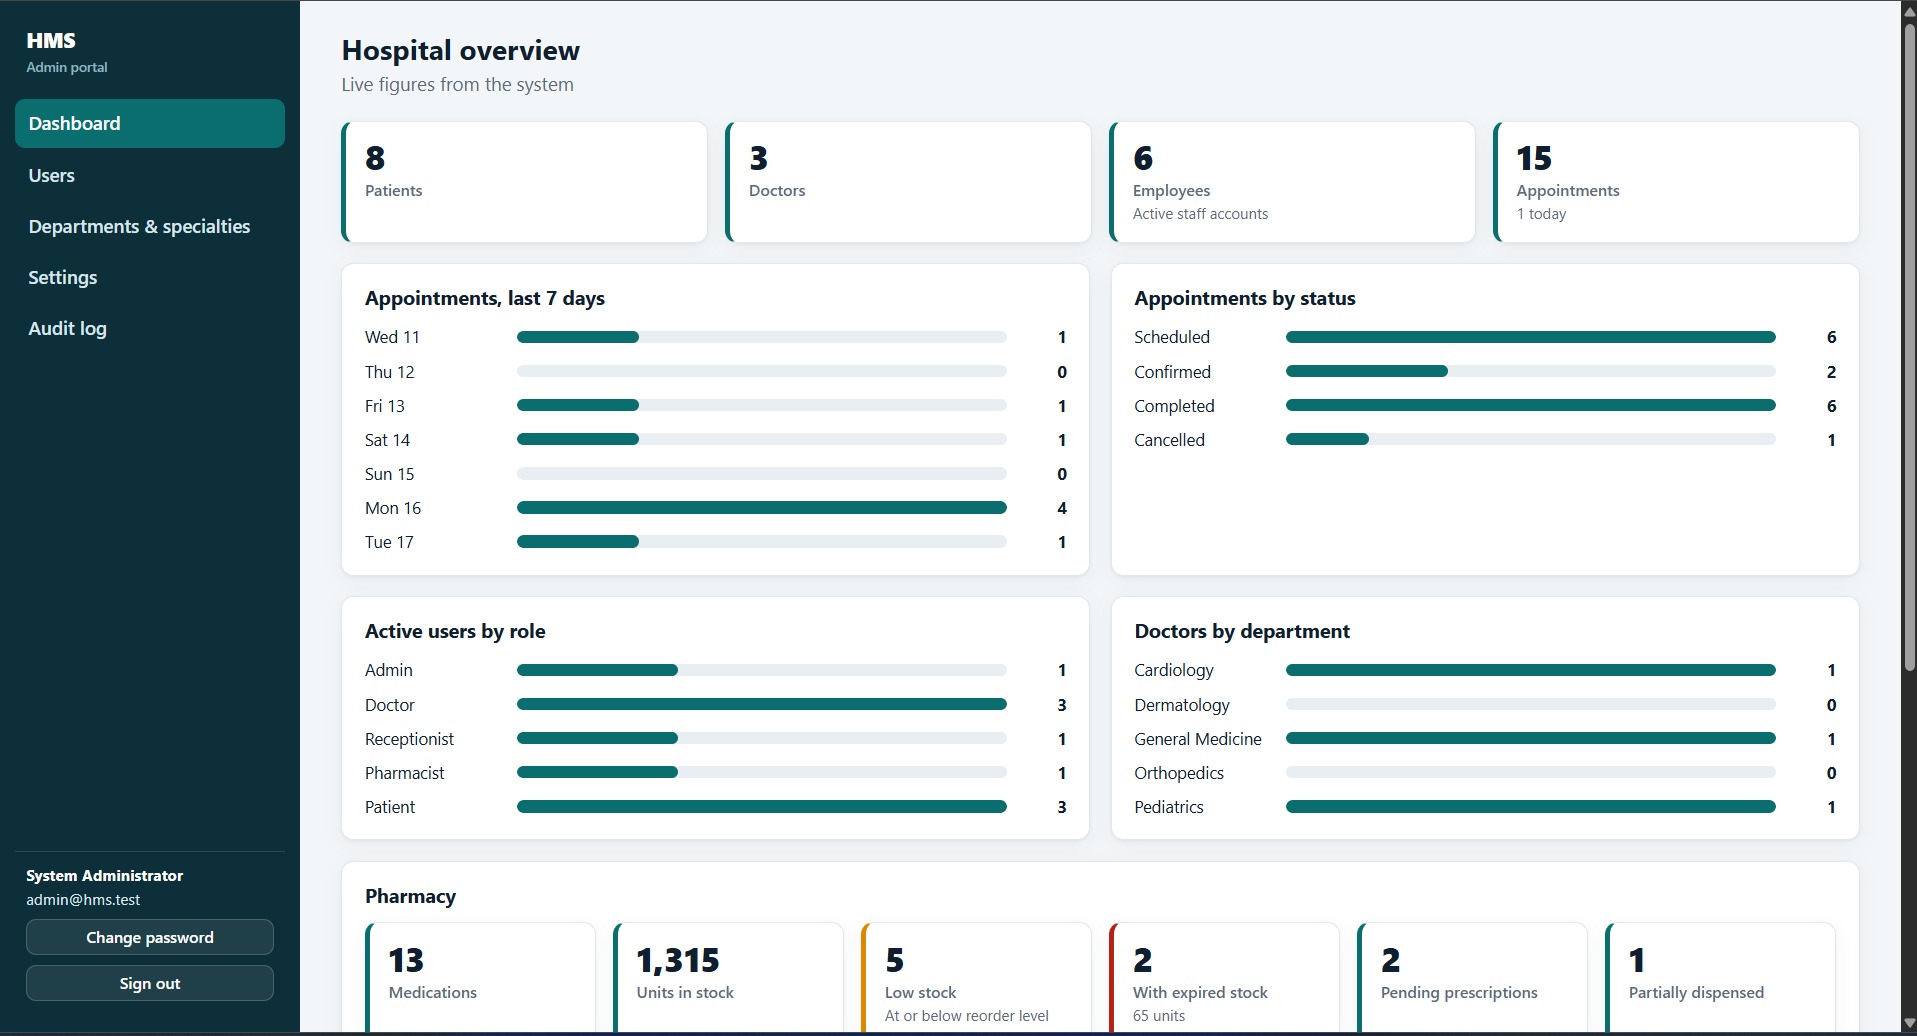 HMS
Admin portal
Dashboard
Users
Departments & specialties
Settings
Audit log
System Administrator
admin@hms.test
Change password
Sign out
Hospital overview
Live figures from the system
8
Patients
3
Doctors
6
Employees
Active staff accounts
15
Appointments
1 today
Appointments, last 7 days
Wed 11 1
Thu 12 0
Fri 13 1
Sat 14 1
Sun 15 0
Mon 16 4
Tue 17 1
Appointments by status
Scheduled 6
Confirmed 2
Completed 6
Cancelled 1
Active users by role
Admin 1
Doctor 3
Receptionist 1
Pharmacist 1
Patient 3
Doctors by department
Cardiology 1
Dermatology 0
General Medicine 1
Orthopedics 0
Pediatrics 1
Pharmacy
13
Medications
1,315
Units in stock
5
Low stock
At or below reorder level
2
With expired stock
65 units
2
Pending prescriptions
1
Partially dispensed